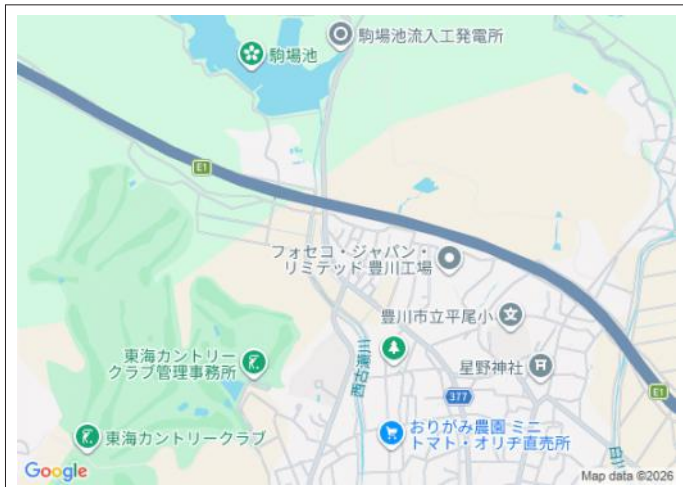 駒場池流入工発電所
駒場池
E1
フォセコ・ジャパン・
リミテッド 豊川工場
豊川市立平尾小
西古瀬川
東海カントリー
クラブ管理事務所
星野神社
377
E1
おりがみ農園 ミニ
トマト・オリヂ直売所
東海カントリークラブ
白川
Google
Map data ©2026